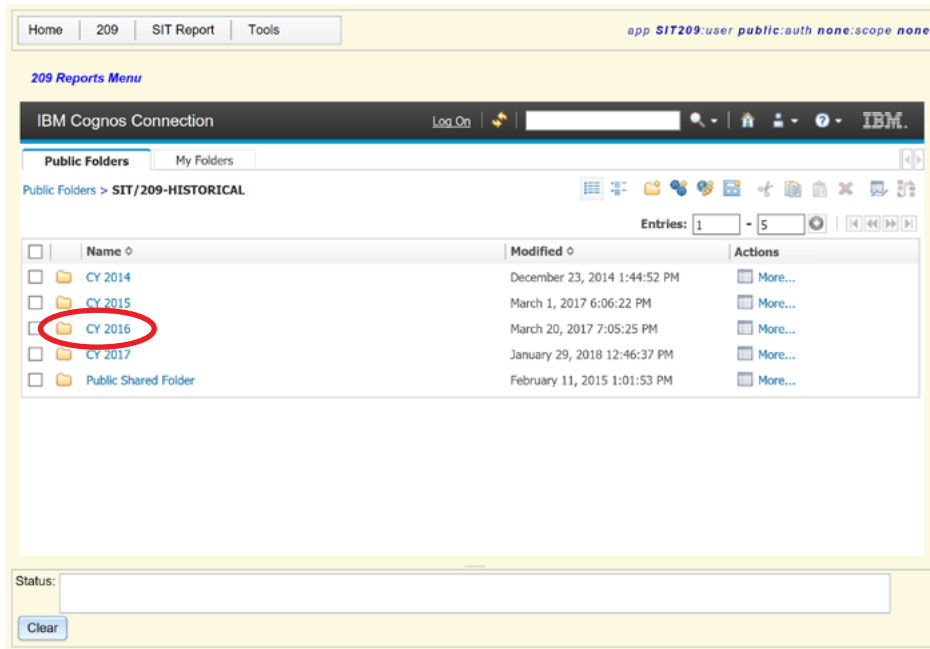 Home 209 SIT Report Tools app SIT209:user public:auth none:scope none
209 Reports Menu
IBM Cognos Connection Log On IBM.
Public Folders My Folders
Public Folders > SIT/209-HISTORICAL
Entries: 1 - 5
Name Modified Actions
CY 2014 December 23, 2014 1:44:52 PM More...
CY 2015 March 1, 2017 6:06:22 PM More...
CY 2016 March 20, 2017 7:05:25 PM More...
CY 2017 January 29, 2018 12:46:37 PM More...
Public Shared Folder February 11, 2015 1:01:53 PM More...
Status:
Clear